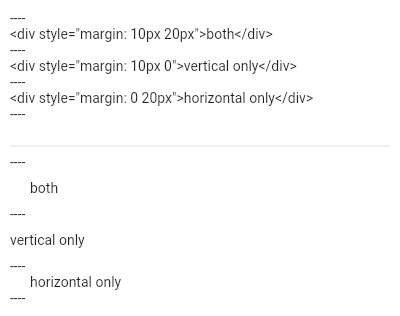 ----
<div style="margin: 10px 20px">both</div>
----
<div style="margin: 10px 0">vertical only</div>
----
<div style="margin: 0 20px">horizontal only</div>
----
----
both
----
vertical only
----
horizontal only
----